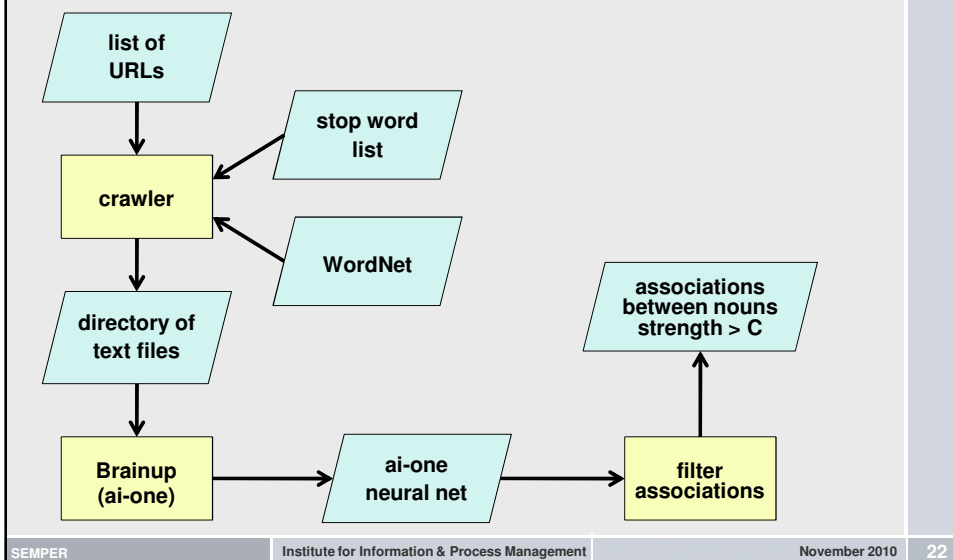 list of
URLs
stop word
list
crawler
WordNet
directory of
text files
associations
between nouns
strength > C
Brainup
(ai-one)
ai-one
neural net
filter
associations
SEMPER
Institute for Information & Process Management
November 2010
22